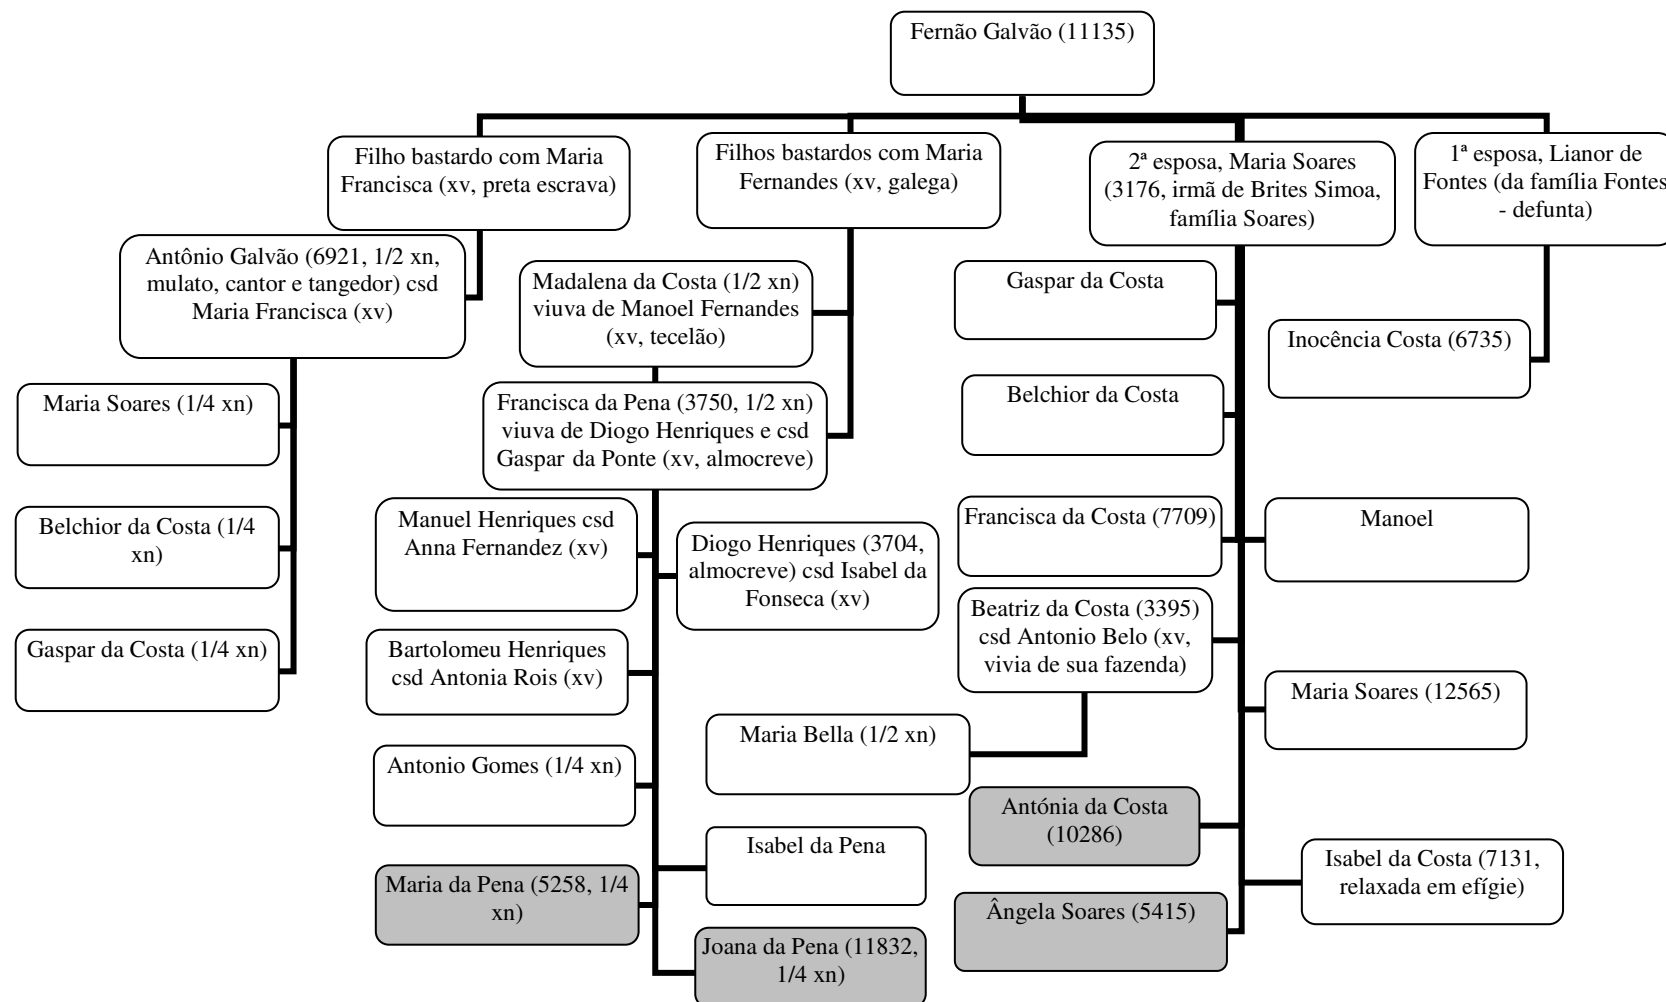 Fernão Galvão (11135)
Filho bastardo com Maria
Francisca (xv, preta escrava)
Filhos bastardos com Maria
Fernandes (xv, galega)
2ª esposa, Maria Soares
(3176, irmã de Brites Simoa,
família Soares)
1ª esposa, Lianor de
Fontes (da família Fontes
- defunta)
Antônio Galvão (6921, 1/2 xn,
mulato, cantor e tangedor) csd
Maria Francisca (xv)
Madalena da Costa (1/2 xn)
viuva de Manoel Fernandes
(xv, tecelão)
Gaspar da Costa
Inocência Costa (6735)
Maria Soares (1/4 xn)
Francisca da Pena (3750, 1/2 xn)
viuva de Diogo Henriques e csd
Gaspar da Ponte (xv, almocreve)
Belchior da Costa
Belchior da Costa (1/4
xn)
Manuel Henriques csd
Anna Fernandez (xv)
Diogo Henriques (3704,
almocreve) csd Isabel da
Fonseca (xv)
Francisca da Costa (7709)
Manoel
Gaspar da Costa (1/4 xn)
Bartolomeu Henriques
csd Antonia Rois (xv)
Beatriz da Costa (3395)
csd Antonio Belo (xv,
vivia de sua fazenda)
Maria Soares (12565)
Maria Bella (1/2 xn)
Antonio Gomes (1/4 xn)
Antónia da Costa
(10286)
Isabel da Pena
Isabel da Costa (7131,
relaxada em efígie)
Maria da Pena (5258, 1/4
xn)
Ângela Soares (5415)
Joana da Pena (11832,
1/4 xn)